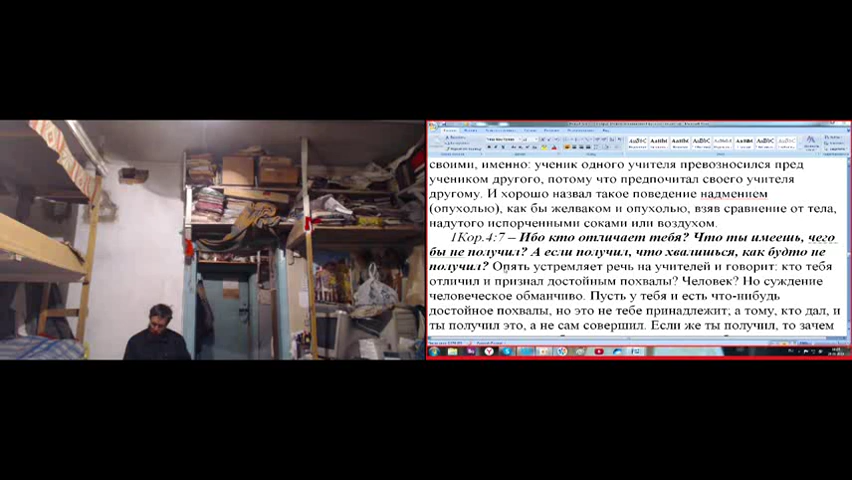 своими, именно: ученик одного учителя превозносился пред
учеником другого, потому что предпочитал своего учителя
другому. И хорошо назвал такое поведение надмением
(опухолью), как бы желваком и опухолью, взяв сравнение от тела,
надутого испорченными соками или воздухом.
1Кор.4:7 – Ибо кто отличает тебя? Что ты имеешь, чего
бы не получил? А если получил, что хвалишься, как будто не
получил? Опять устремляет речь на учителей и говорит: кто тебя
отличил и признал достойным похвалы? Человек? Но суждение
человеческое обманчиво. Пусть у тебя и есть что-нибудь
достойное похвалы, но это не тебе принадлежит; а тому, кто дал, и
ты получил это, а не сам совершил. Если же ты получил, то зачем